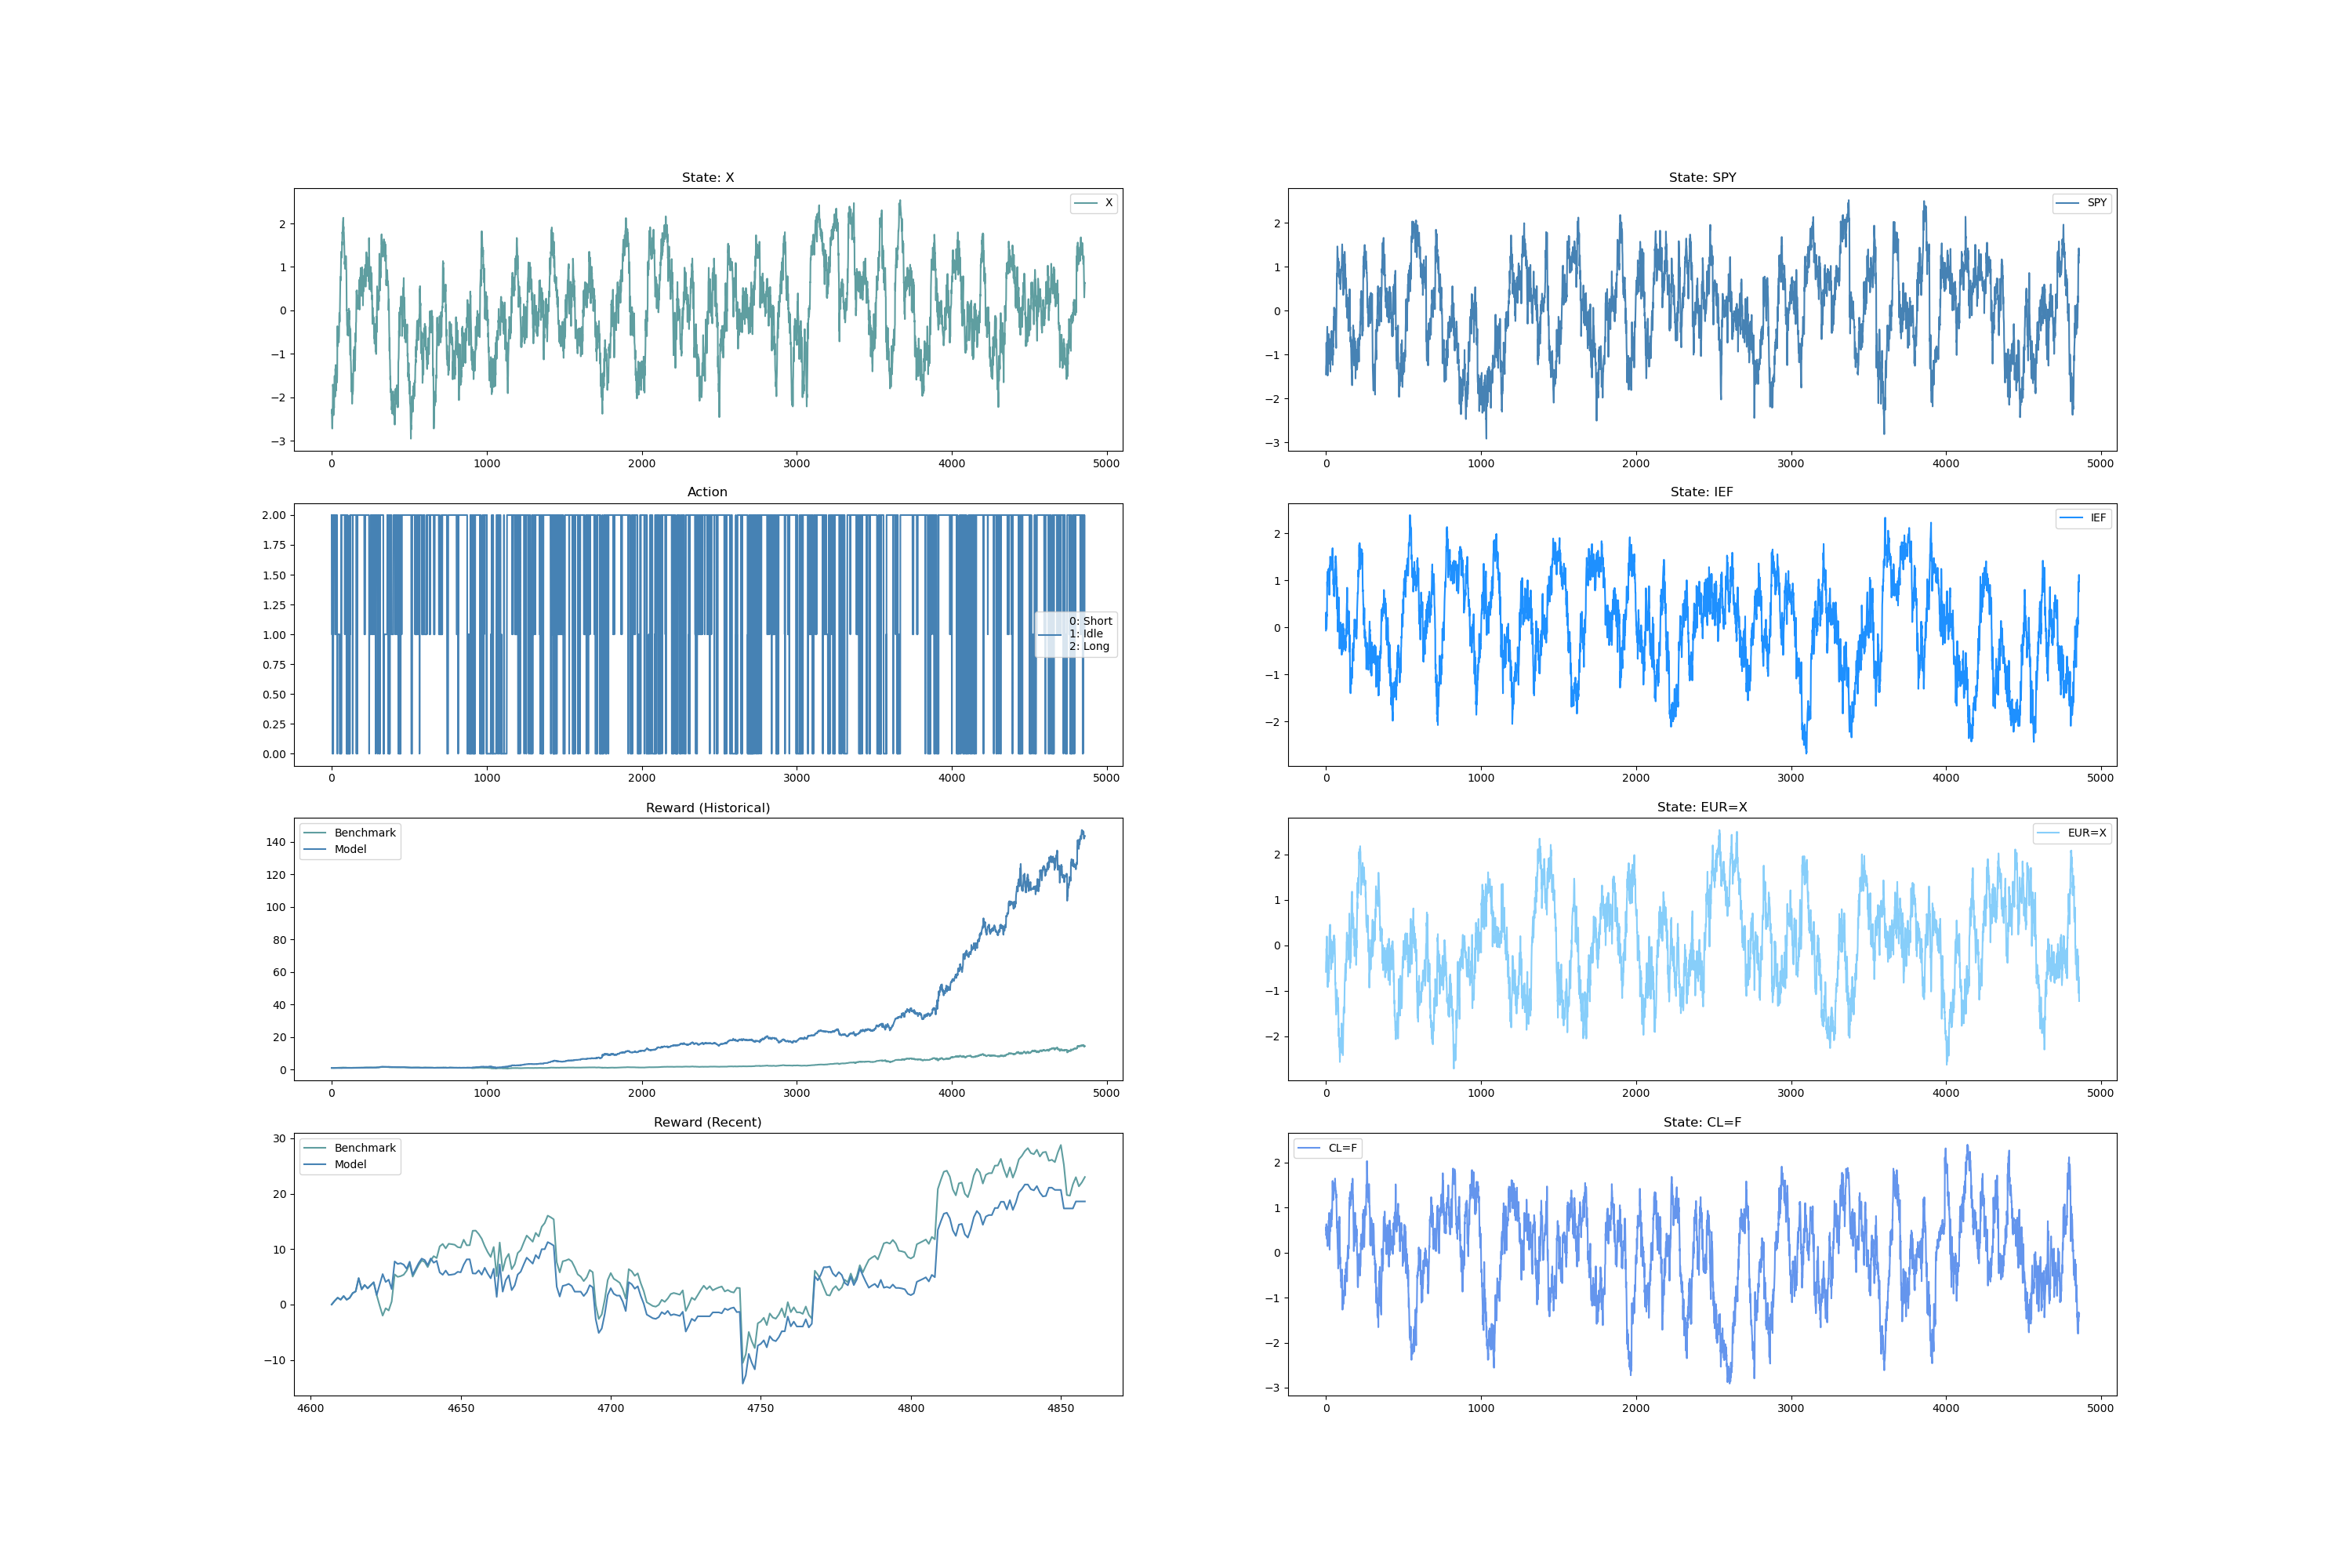 State: X
X
2
1
0
−1
−2
−3
0 1000 2000 3000 4000 5000
Action
2.00
1.75
1.50
1.25
1.00
0.75
0.50
0.25
0.00
0: Short
1: Idle
2: Long
0 1000 2000 3000 4000 5000
Reward (Historical)
Benchmark
Model
140
120
100
80
60
40
20
0
0 1000 2000 3000 4000 5000
Reward (Recent)
Benchmark
Model
30
20
10
0
−10
4600 4650 4700 4750 4800 4850
State: SPY
SPY
2
1
0
−1
−2
−3
0 1000 2000 3000 4000 5000
State: IEF
IEF
2
1
0
−1
−2
0 1000 2000 3000 4000 5000
State: EUR=X
EUR=X
2
1
0
−1
−2
0 1000 2000 3000 4000 5000
State: CL=F
CL=F
2
1
0
−1
−2
−3
0 1000 2000 3000 4000 5000